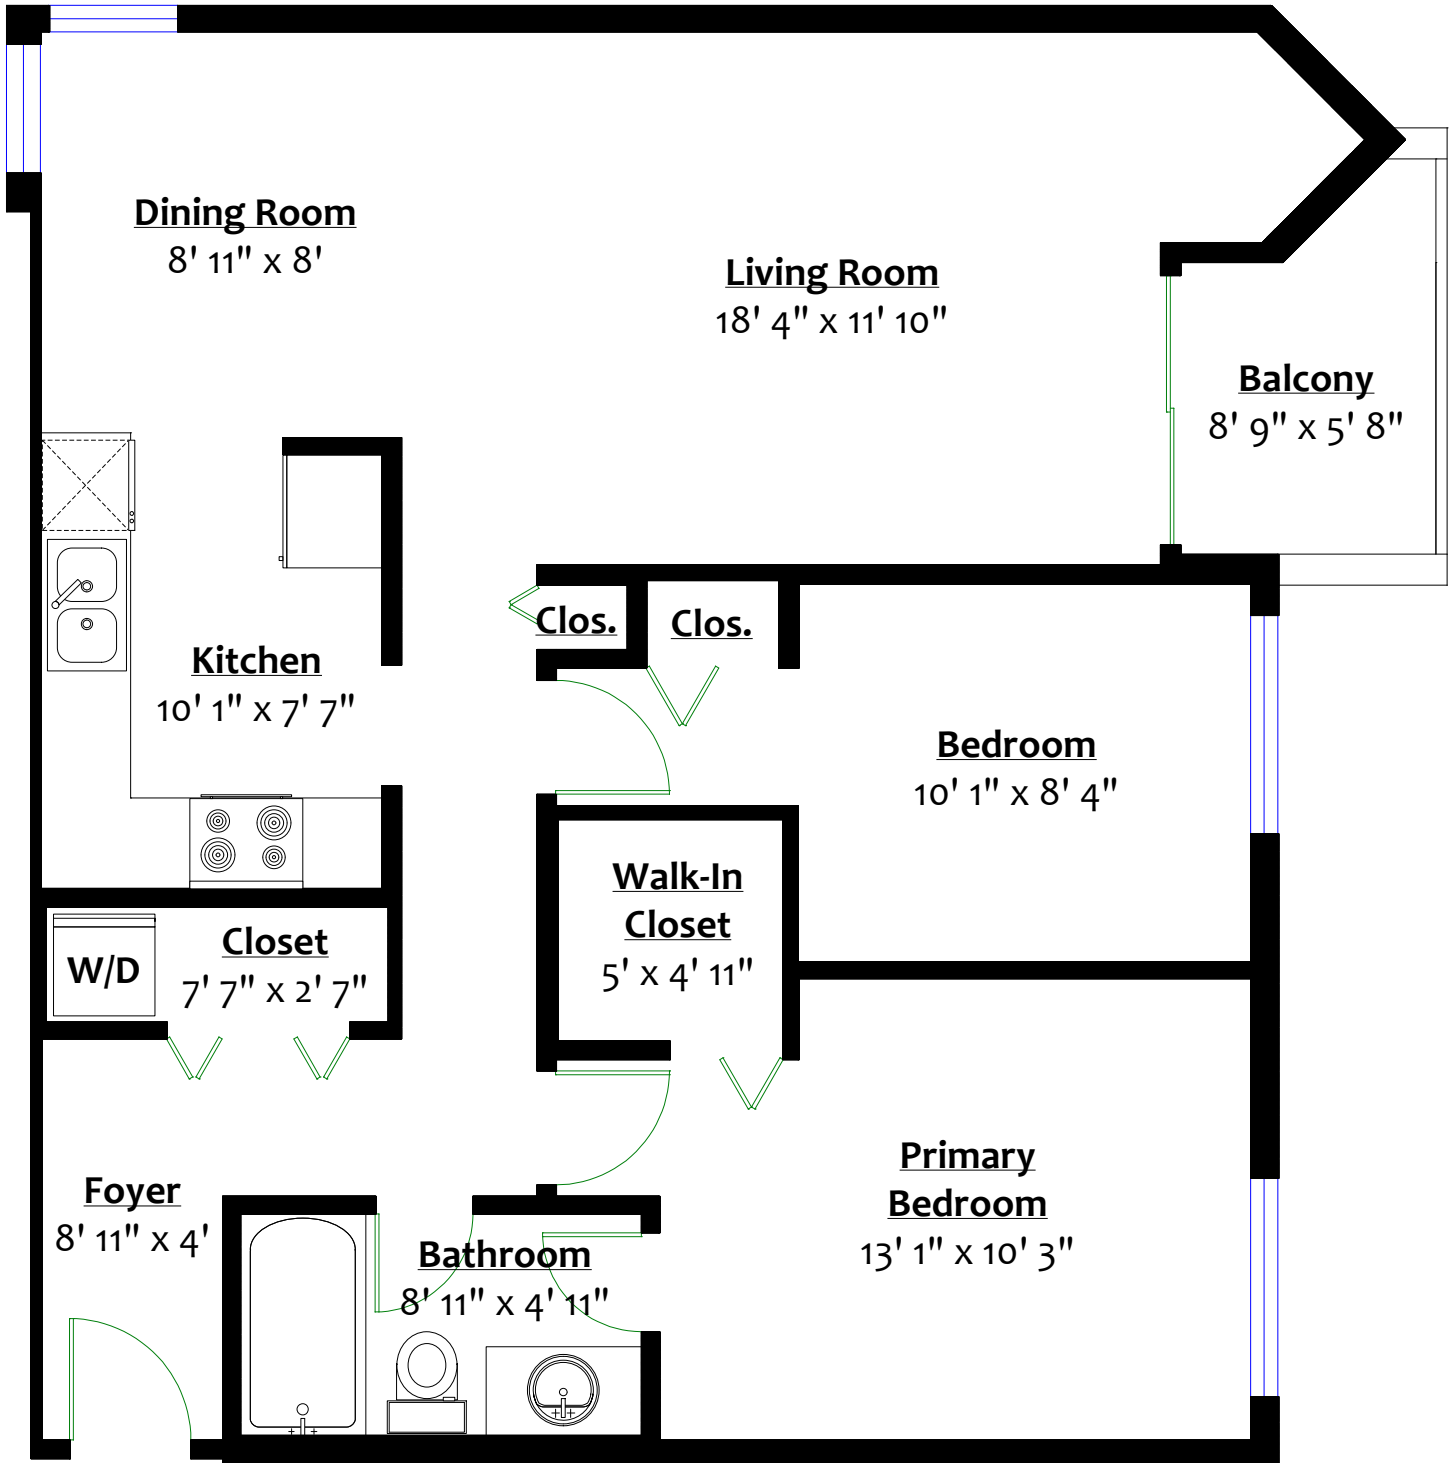 Dining Room
8' 11" x 8'
Living Room
18' 4" x 11' 10"
Balcony
8' 9" x 5' 8"
Clos.
Clos.
Kitchen
10' 1" x 7' 7"
Bedroom
10' 1" x 8' 4"
Walk-In
Closet
5' x 4' 11"
Closet
7' 7" x 2' 7"
W/D
Primary
Bedroom
13' 1" x 10' 3"
Foyer
8' 11" x 4'
Bathroom
8' 11" x 4' 11"